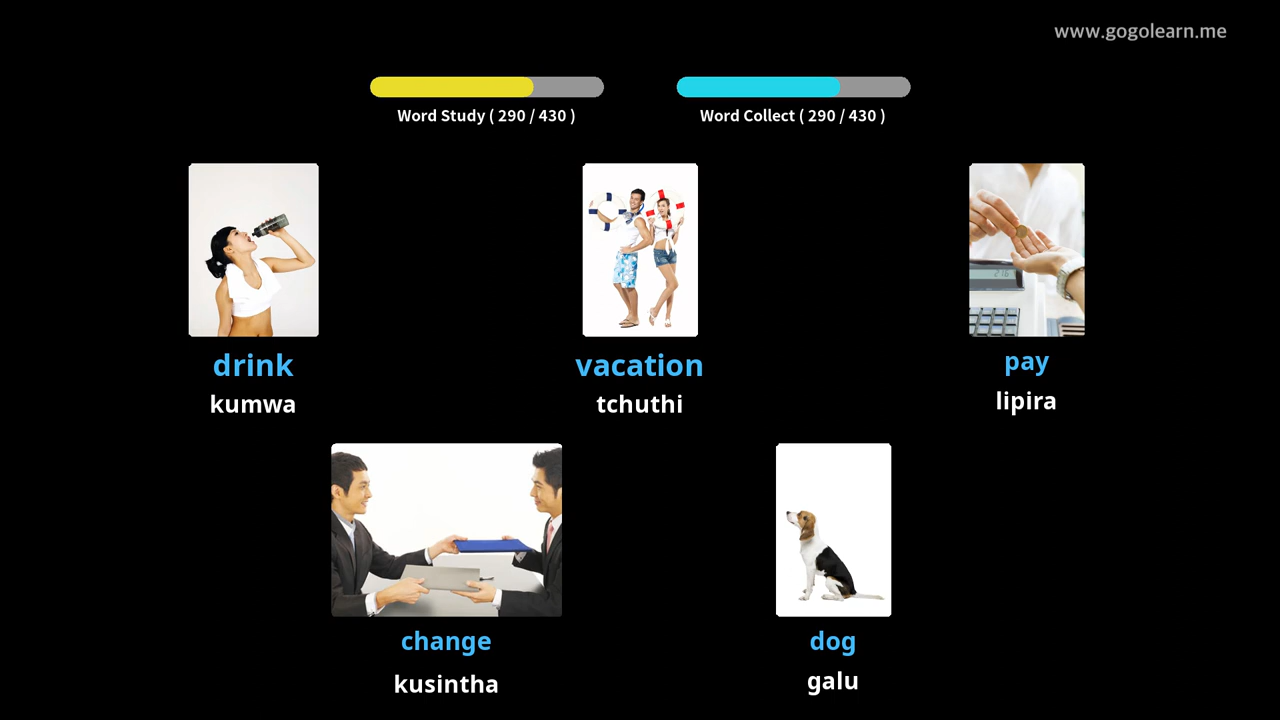 www.gogolearn.me
Word Study ( 290 / 430 )
Word Collect ( 290 / 430 )
drink
kumwa
vacation
tchuthi
pay
lipira
change
kusintha
dog
galu